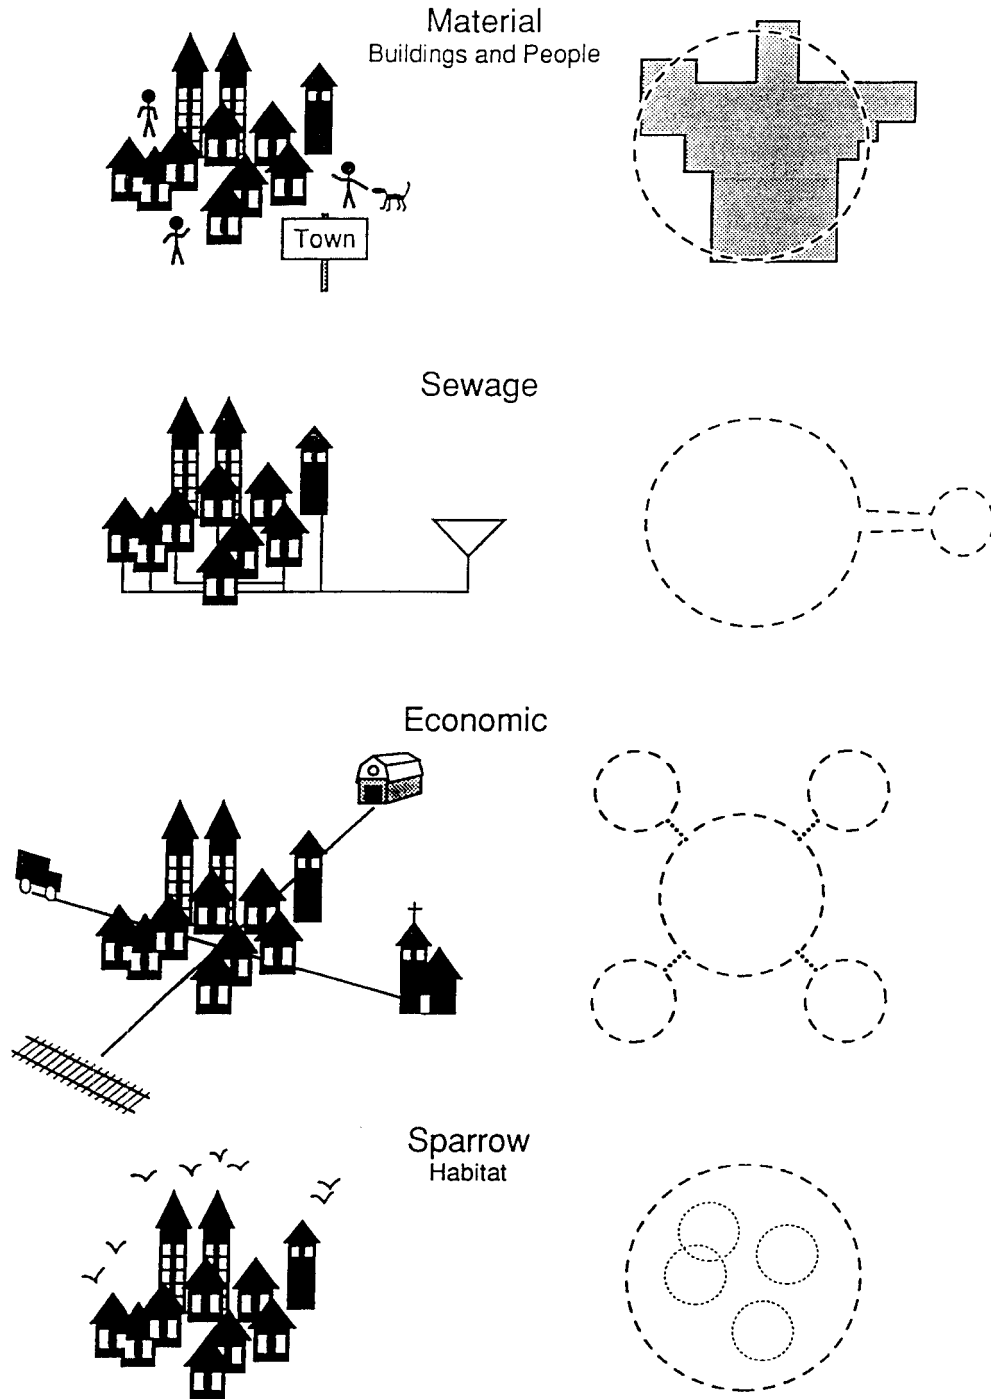 Material
Buildings and People
Town
Sewage
Economic
Sparrow
Habitat